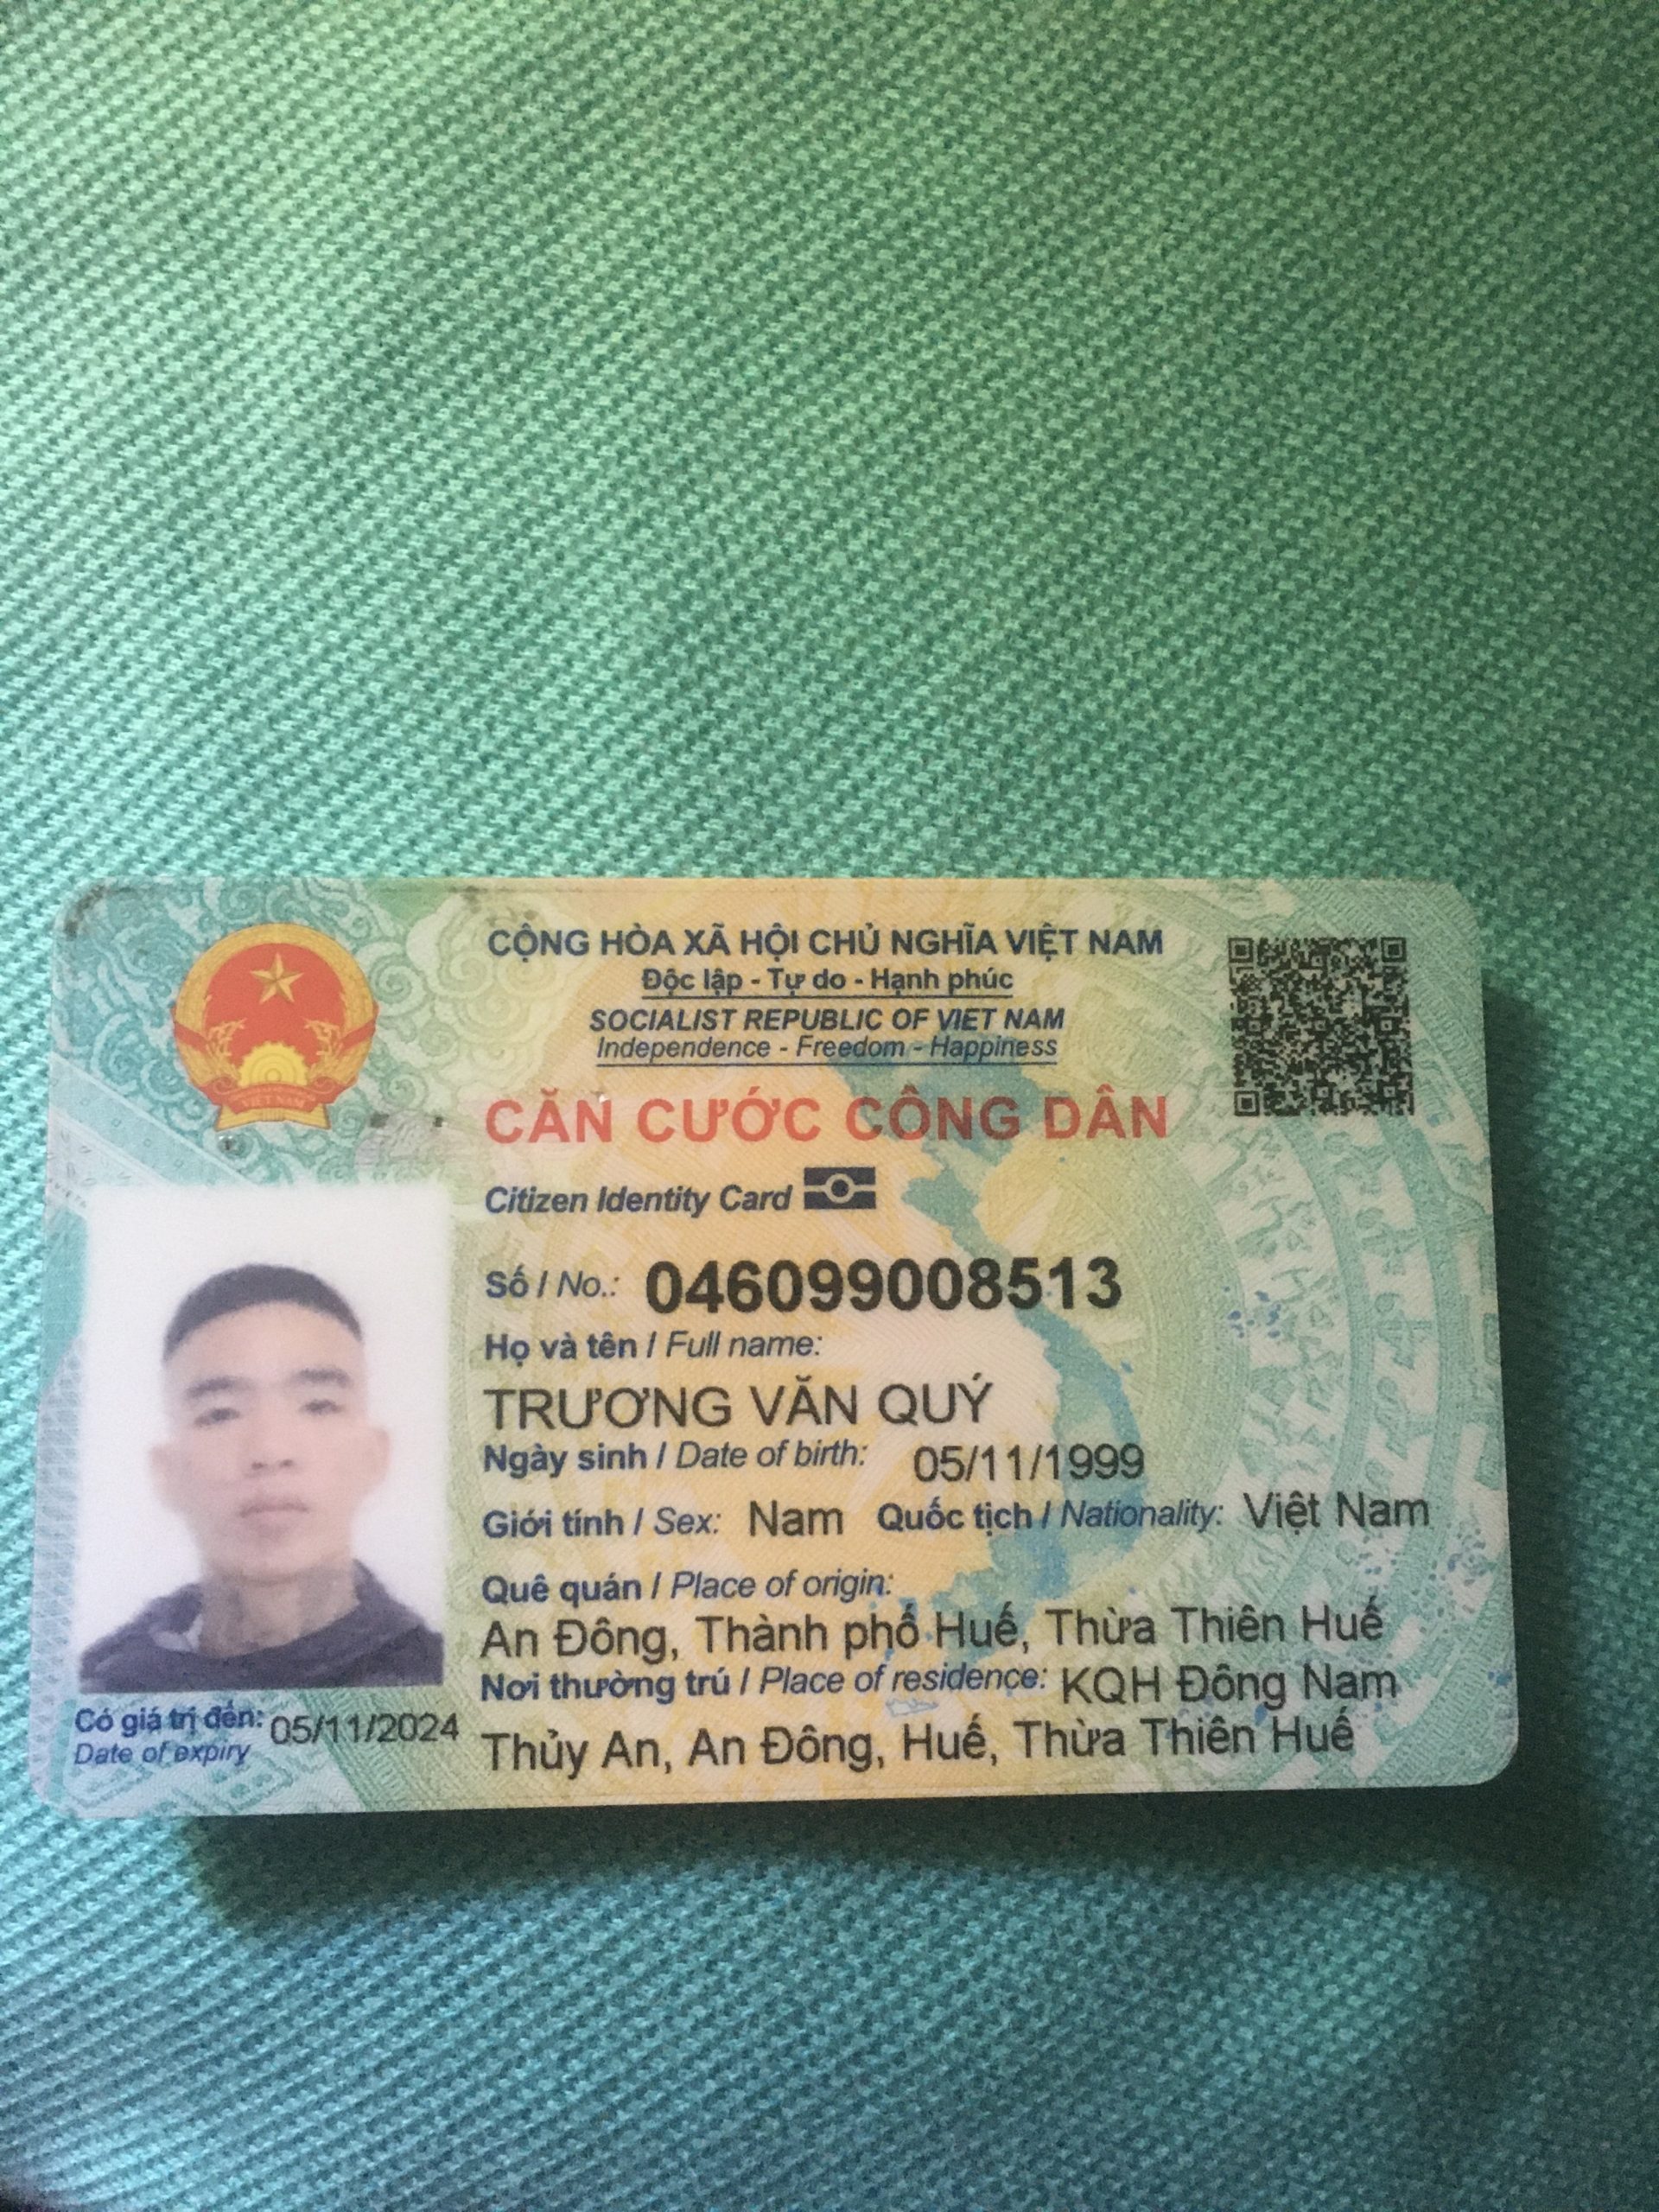 CỘNG HÒA XÃ HỘI CHỦ NGHĨA VIỆT NAM
Độc lập - Tự do - Hạnh phúc
SOCIALIST REPUBLIC OF VIET NAM
Independence - Freedom - Happiness
CĂN CƯỚC CÔNG DÂN
Citizen Identity Card
Số / No.: 046099008513
Họ và tên / Full name:
TRƯƠNG VĂN QUÝ
Ngày sinh / Date of birth: 05/11/1999
Giới tính / Sex: Nam Quốc tịch / Nationality: Việt Nam
Quê quán / Place of origin:
An Đông, Thành phố Huế, Thừa Thiên Huế
Nơi thường trú / Place of residence: KQH Đông Nam
Thủy An, An Đông, Huế, Thừa Thiên Huế
Có giá trị đến: 05/11/2024
Date of expiry
VIỆT NAM